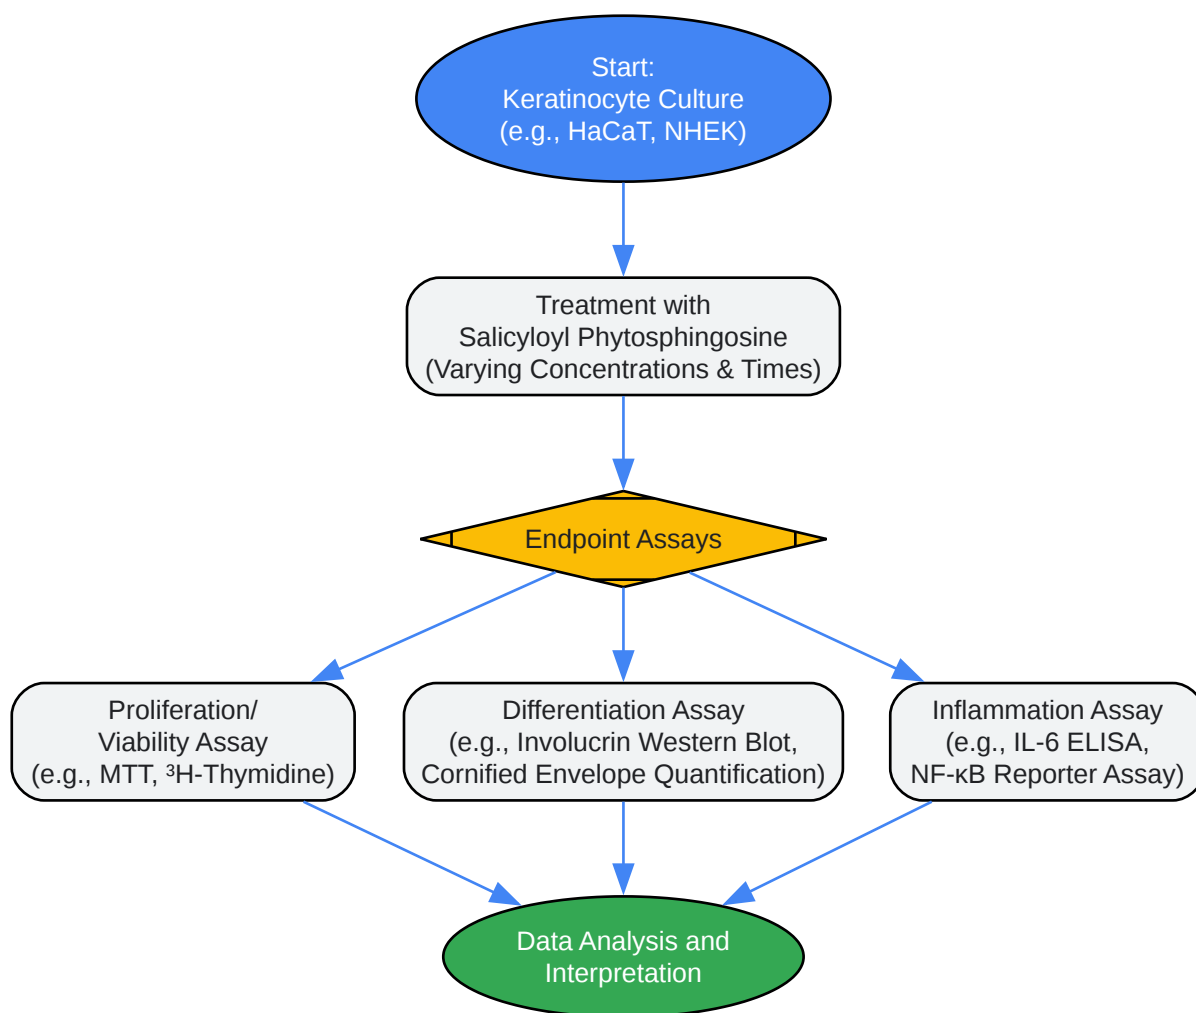 Start:
Keratinocyte Culture
(e.g., HaCaT, NHEK)
Treatment with
Salicyloyl Phytosphingosine
(Varying Concentrations & Times)
Endpoint Assays
Proliferation/
Viability Assay
(e.g., MTT, ³H-Thymidine)
Differentiation Assay
(e.g., Involucrin Western Blot,
Cornified Envelope Quantification)
Inflammation Assay
(e.g., IL-6 ELISA,
NF-κB Reporter Assay)
Data Analysis and
Interpretation